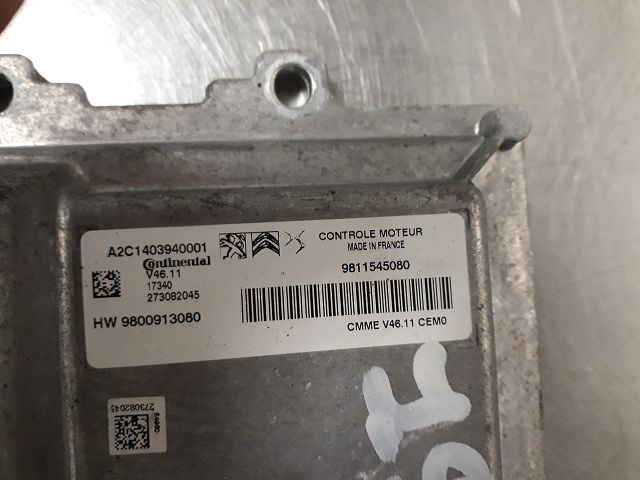 A2C1403940001
Continental
V46.11
17340
273082045
HW 9800913080
CONTROLE MOTEUR
MADE IN FRANCE
9811545080
CMME V46.11 CEM0
273082045